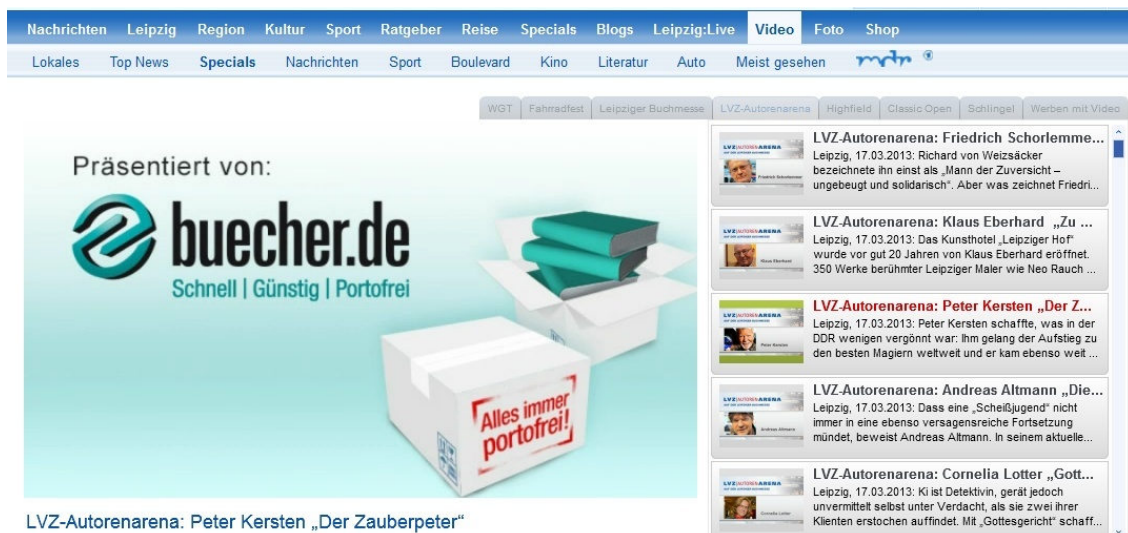 Nachrichten Leipzig Region Kultur Sport Ratgeber Reise Specials Blogs Leipzig:Live Video Foto Shop
Lokales Top News Specials Nachrichten Sport Boulevard Kino Literatur Auto Meist gesehen mdr
WGT Fahrradfest Leipziger Buchmesse LVZ-Autorenarena Highfield Classic Open Schlingel Werben mit Video
Präsentiert von:
buecher.de
Schnell | Günstig | Portofrei
Alles immer
portofrei!
LVZ-Autorenarena: Peter Kersten „Der Zauberpeter“
LVZ-Autorenarena: Friedrich Schorlemme...
Leipzig, 17.03.2013: Richard von Weizsäcker
bezeichnete ihn einst als „Mann der Zuversicht –
ungebeugt und solidarisch“. Aber was zeichnet Friedri...
LVZ-Autorenarena: Klaus Eberhard „Zu ...
Leipzig, 17.03.2013: Das Kunsthotel „Leipziger Hof“
wurde vor gut 20 Jahren von Klaus Eberhard eröffnet.
350 Werke berühmter Leipziger Maler wie Neo Rauch ...
LVZ-Autorenarena: Peter Kersten „Der Z...
Leipzig, 17.03.2013: Peter Kersten schaffte, was in der
DDR wenigen vergönnt war: Ihm gelang der Aufstieg zu
den besten Magiern weltweit und er kam ebenso weit ...
LVZ-Autorenarena: Andreas Altmann „Die...
Leipzig, 17.03.2013: Dass eine „Scheißjugend“ nicht
immer in eine ebenso versagensreiche Fortsetzung
mündet, beweist Andreas Altmann. In seinem aktuelle...
LVZ-Autorenarena: Cornelia Lotter „Gott...
Leipzig, 17.03.2013: Ki ist Detektivin, gerät jedoch
unvermittelt selbst unter Verdacht, als sie zwei ihrer
Klienten erstochen auffindet. Mit „Gottesgericht“ schaff...